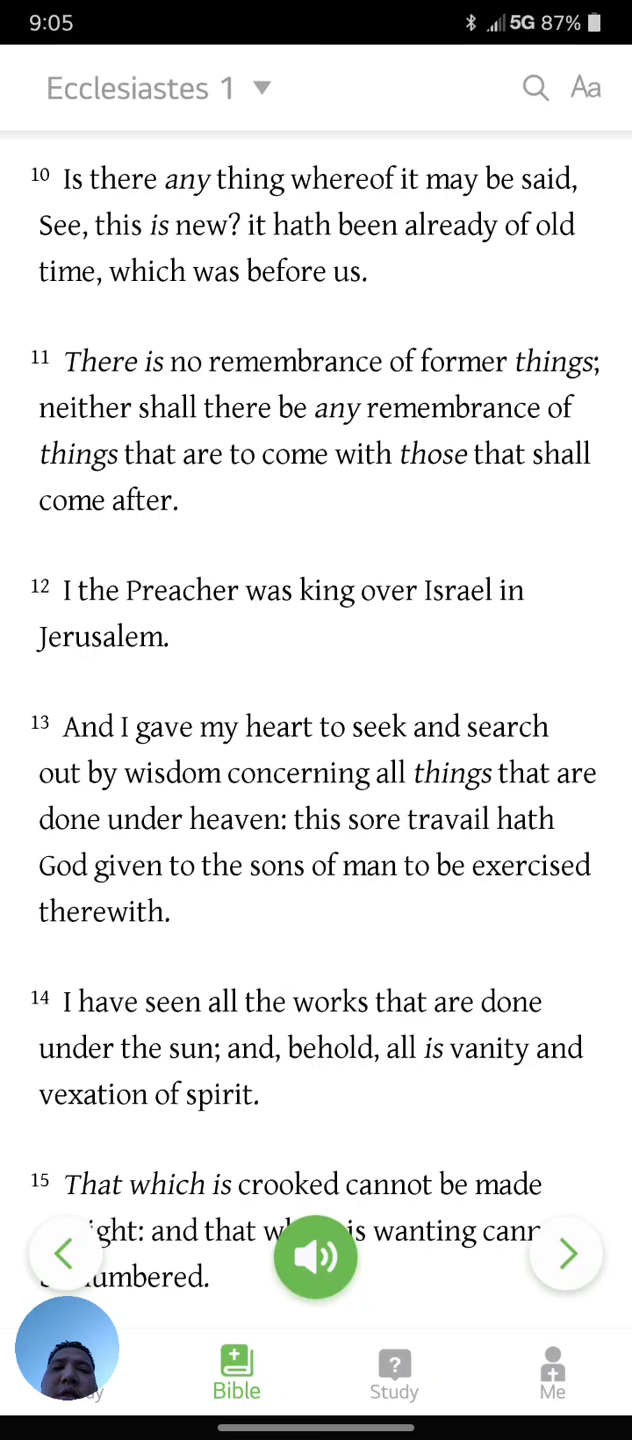 9:05 5G 87%
Ecclesiastes 1 Aa
10 Is there any thing whereof it may be said,
See, this is new? it hath been already of old
time, which was before us.
11 There is no remembrance of former things;
neither shall there be any remembrance of
things that are to come with those that shall
come after.
12 I the Preacher was king over Israel in
Jerusalem.
13 And I gave my heart to seek and search
out by wisdom concerning all things that are
done under heaven: this sore travail hath
God given to the sons of man to be exercised
therewith.
14 I have seen all the works that are done
under the sun; and, behold, all is vanity and
vexation of spirit.
15 That which is crooked cannot be made
: and that is wanting
numbered.
Bible Study Me